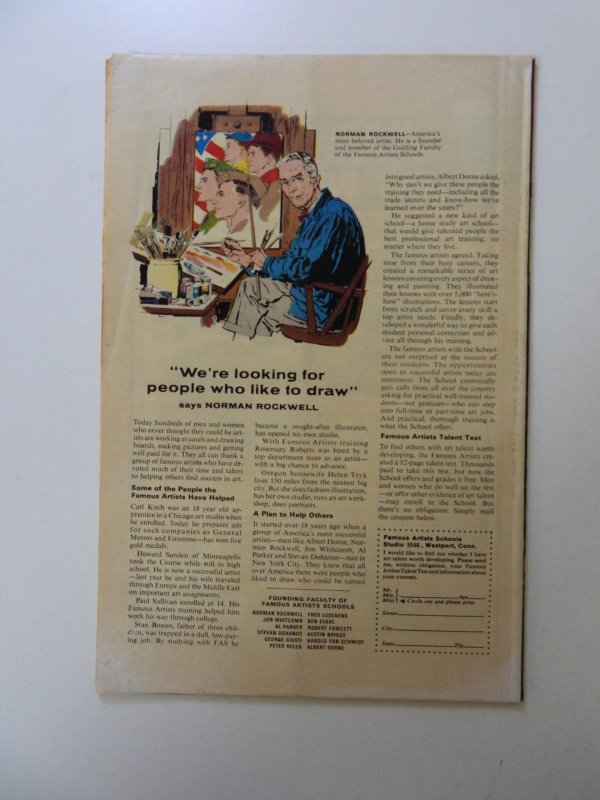 NORMAN ROCKWELL—America's
most beloved artist. He is a founder
and member of the Guiding Faculty
of the Famous Artists Schools.
"We're looking for
people who like to draw"
says NORMAN ROCKWELL
Today hundreds of men and women
who never thought they could be art-
ists are working at easels and drawing
boards, making pictures and getting
well paid for it. They all can thank a
group of famous artists who have de-
voted much of their time and talent
to helping others find success in art.
Some of the People the
Famous Artists Have Helped
Carl Koch was an 18 year old ap-
prentice in a Chicago art studio when
he enrolled. Today he prepares ads
for such companies as General
Motors and Firestone—has won five
gold medals.
Howard Sanden of Minneapolis
took the Course while still in high
school. He is now a successful artist
—last year he and his wife traveled
through Europe and the Middle East
on important art assignments.
Paul Sullivan enrolled at 14. His
Famous Artists training helped him
work his way through college.
Stan Bowen, father of three chil-
dren, was trapped in a dull, low-pay-
ing job. By studying with FAS he
became a sought-after illustrator,
has opened his own studio.
With Famous Artists training
Rosemary Roberts was hired by a
top department store as an artist—
with a big chance to advance.
Oregon housewife Helen Tryk
lives 150 miles from the nearest big
city. But she does fashion illustration,
has her own studio, runs an art work-
shop, does portraits.
A Plan to Help Others
It started over 18 years ago when a
group of America's most successful
artists—men like Albert Dorne, Nor-
man Rockwell, Jon Whitcomb, Al
Parker and Stevan Dohanos—met in
New York City. They knew that all
over America there were people who
liked to draw who could be turned
FOUNDING FACULTY OF
FAMOUS ARTISTS SCHOOLS
NORMAN ROCKWELL FRED LUDEKENS
JON WHITCOMB BEN STAHL
AL PARKER ROBERT FAWCETT
STEVAN DOHANOS AUSTIN BRIGGS
GEORGE GIUSTI HAROLD VON SCHMIDT
PETER HELCK ALBERT DORNE
into good artists. Albert Dorne asked,
"Why can't we give these people the
training they need—including all the
trade secrets and know-how we've
learned over the years?"
He suggested a new kind of art
school—a home study art school—
that would give talented people the
best professional art training, no
matter where they live.
The famous artists agreed. Taking
time from their busy careers, they
created a remarkable series of art
lessons covering every aspect of draw-
ing and painting. They illustrated
their lessons with over 5,000 "here's-
how" illustrations. The lessons start
from scratch and cover every skill a
top artist needs. Finally, they de-
veloped a wonderful way to give each
student personal correction and ad-
vice all through his training.
The famous artists with the School
are not surprised at the success of
their students. The opportunities
open to successful artists today are
enormous. The School continually
gets calls from all over the country
asking for practical well-trained stu-
dents—not geniuses—who can step
into full-time or part-time art jobs.
And practical, thorough training is
what the School offers.
Famous Artists Talent Test
To find others with art talent worth
developing, the Famous Artists cre-
ated a 12-page talent test. Thousands
paid to take this test, but now the
School offers and grades it free. Men
and women who do well on the test
—or offer other evidence of art talent
—may enroll in the School. But
there's no obligation. Simply mail
the coupon below.
Famous Artists Schools
Studio 5566, Westport, Conn.
I would like to find out whether I have
art talent worth developing. Please send
me, without obligation, your Famous
Artists Talent Test and information about
your courses.
Mr.
Mrs. Age
Miss Circle one and please print
Street
City
State Zip